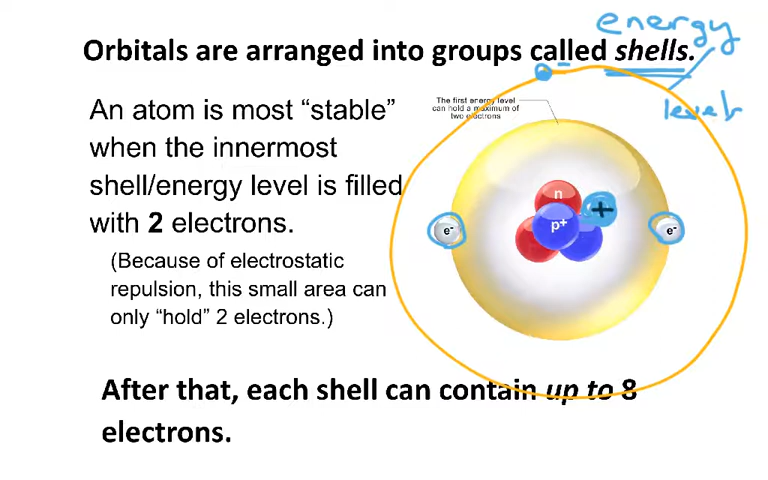 energy
Orbitals are arranged into groups called shells.
levels
An atom is most “stable”
when the innermost
shell/energy level is filled
with 2 electrons.
(Because of electrostatic
repulsion, this small area can
only “hold” 2 electrons.)
The first energy level
can hold a maximum of
two electrons
n
+
p+
e-
e-
-
After that, each shell can contain up to 8
electrons.